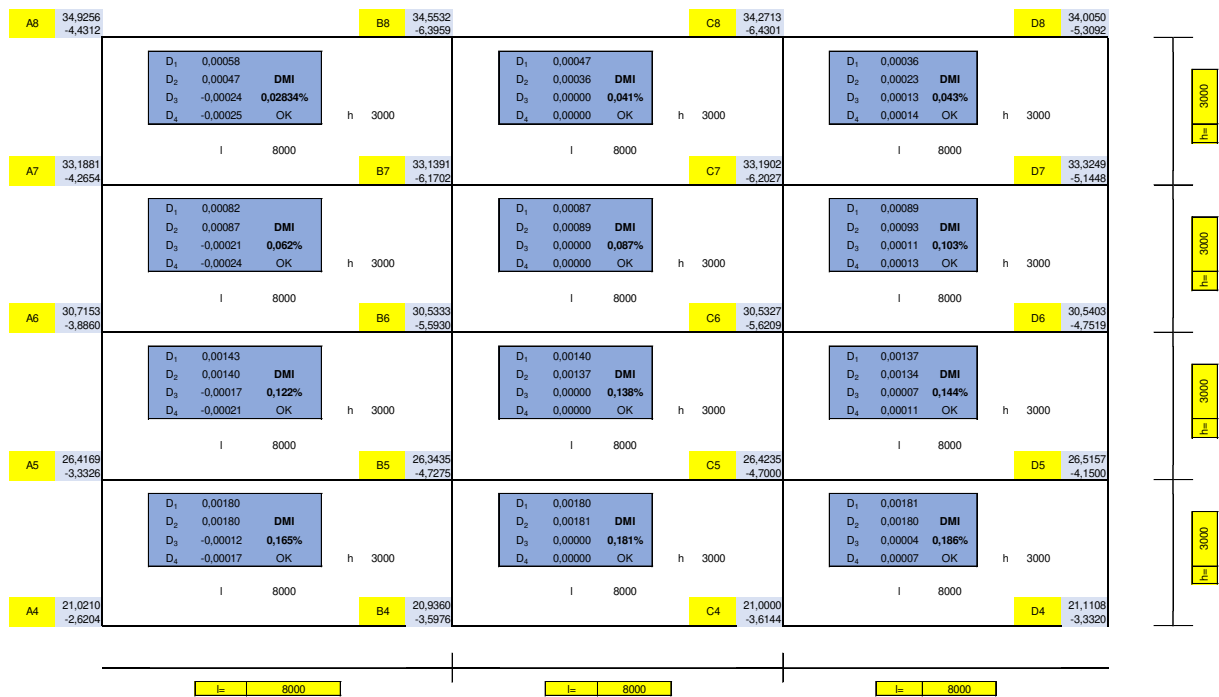 A8 34,9256 B8 34,5532 C8 34,2713 D8 34,0050
-4,4312 -6,3959 -6,4301 -5,3092
D₁ 0,00058 D₁ 0,00047 D₁ 0,00036
D₂ 0,00047 DMI D₂ 0,00036 DMI D₂ 0,00023 DMI
D₃ -0,00024 0,02834% D₃ 0,00000 0,041% D₃ 0,00013 0,043%
D₄ -0,00025 OK h 3000 D₄ 0,00000 OK h 3000 D₄ 0,00014 OK h 3000
h= 3000
l 8000 l 8000 l 8000
A7 33,1881 B7 33,1391 C7 33,1902 D7 33,3249
-4,2654 -6,1702 -6,2027 -5,1448
D₁ 0,00082 D₁ 0,00087 D₁ 0,00089
D₂ 0,00087 DMI D₂ 0,00089 DMI D₂ 0,00093 DMI
D₃ -0,00021 0,062% D₃ 0,00000 0,087% D₃ 0,00011 0,103%
D₄ -0,00024 OK h 3000 D₄ 0,00000 OK h 3000 D₄ 0,00013 OK h 3000
h= 3000
l 8000 l 8000 l 8000
A6 30,7153 B6 30,5333 C6 30,5327 D6 30,5403
-3,8860 -5,5930 -5,6209 -4,7519
D₁ 0,00143 D₁ 0,00140 D₁ 0,00137
D₂ 0,00140 DMI D₂ 0,00137 DMI D₂ 0,00134 DMI
D₃ -0,00017 0,122% D₃ 0,00000 0,138% D₃ 0,00007 0,144%
D₄ -0,00021 OK h 3000 D₄ 0,00000 OK h 3000 D₄ 0,00011 OK h 3000
h= 3000
l 8000 l 8000 l 8000
A5 26,4169 B5 26,3435 C5 26,4235 D5 26,5157
-3,3326 -4,7275 -4,7000 -4,1500
D₁ 0,00180 D₁ 0,00180 D₁ 0,00181
D₂ 0,00180 DMI D₂ 0,00181 DMI D₂ 0,00180 DMI
D₃ -0,00012 0,165% D₃ 0,00000 0,181% D₃ 0,00004 0,186%
D₄ -0,00017 OK h 3000 D₄ 0,00000 OK h 3000 D₄ 0,00007 OK h 3000
h= 3000
l 8000 l 8000 l 8000
A4 21,0210 B4 20,9360 C4 21,0000 D4 21,1108
-2,6204 -3,5976 -3,6144 -3,3320
l= 8000 l= 8000 l= 8000